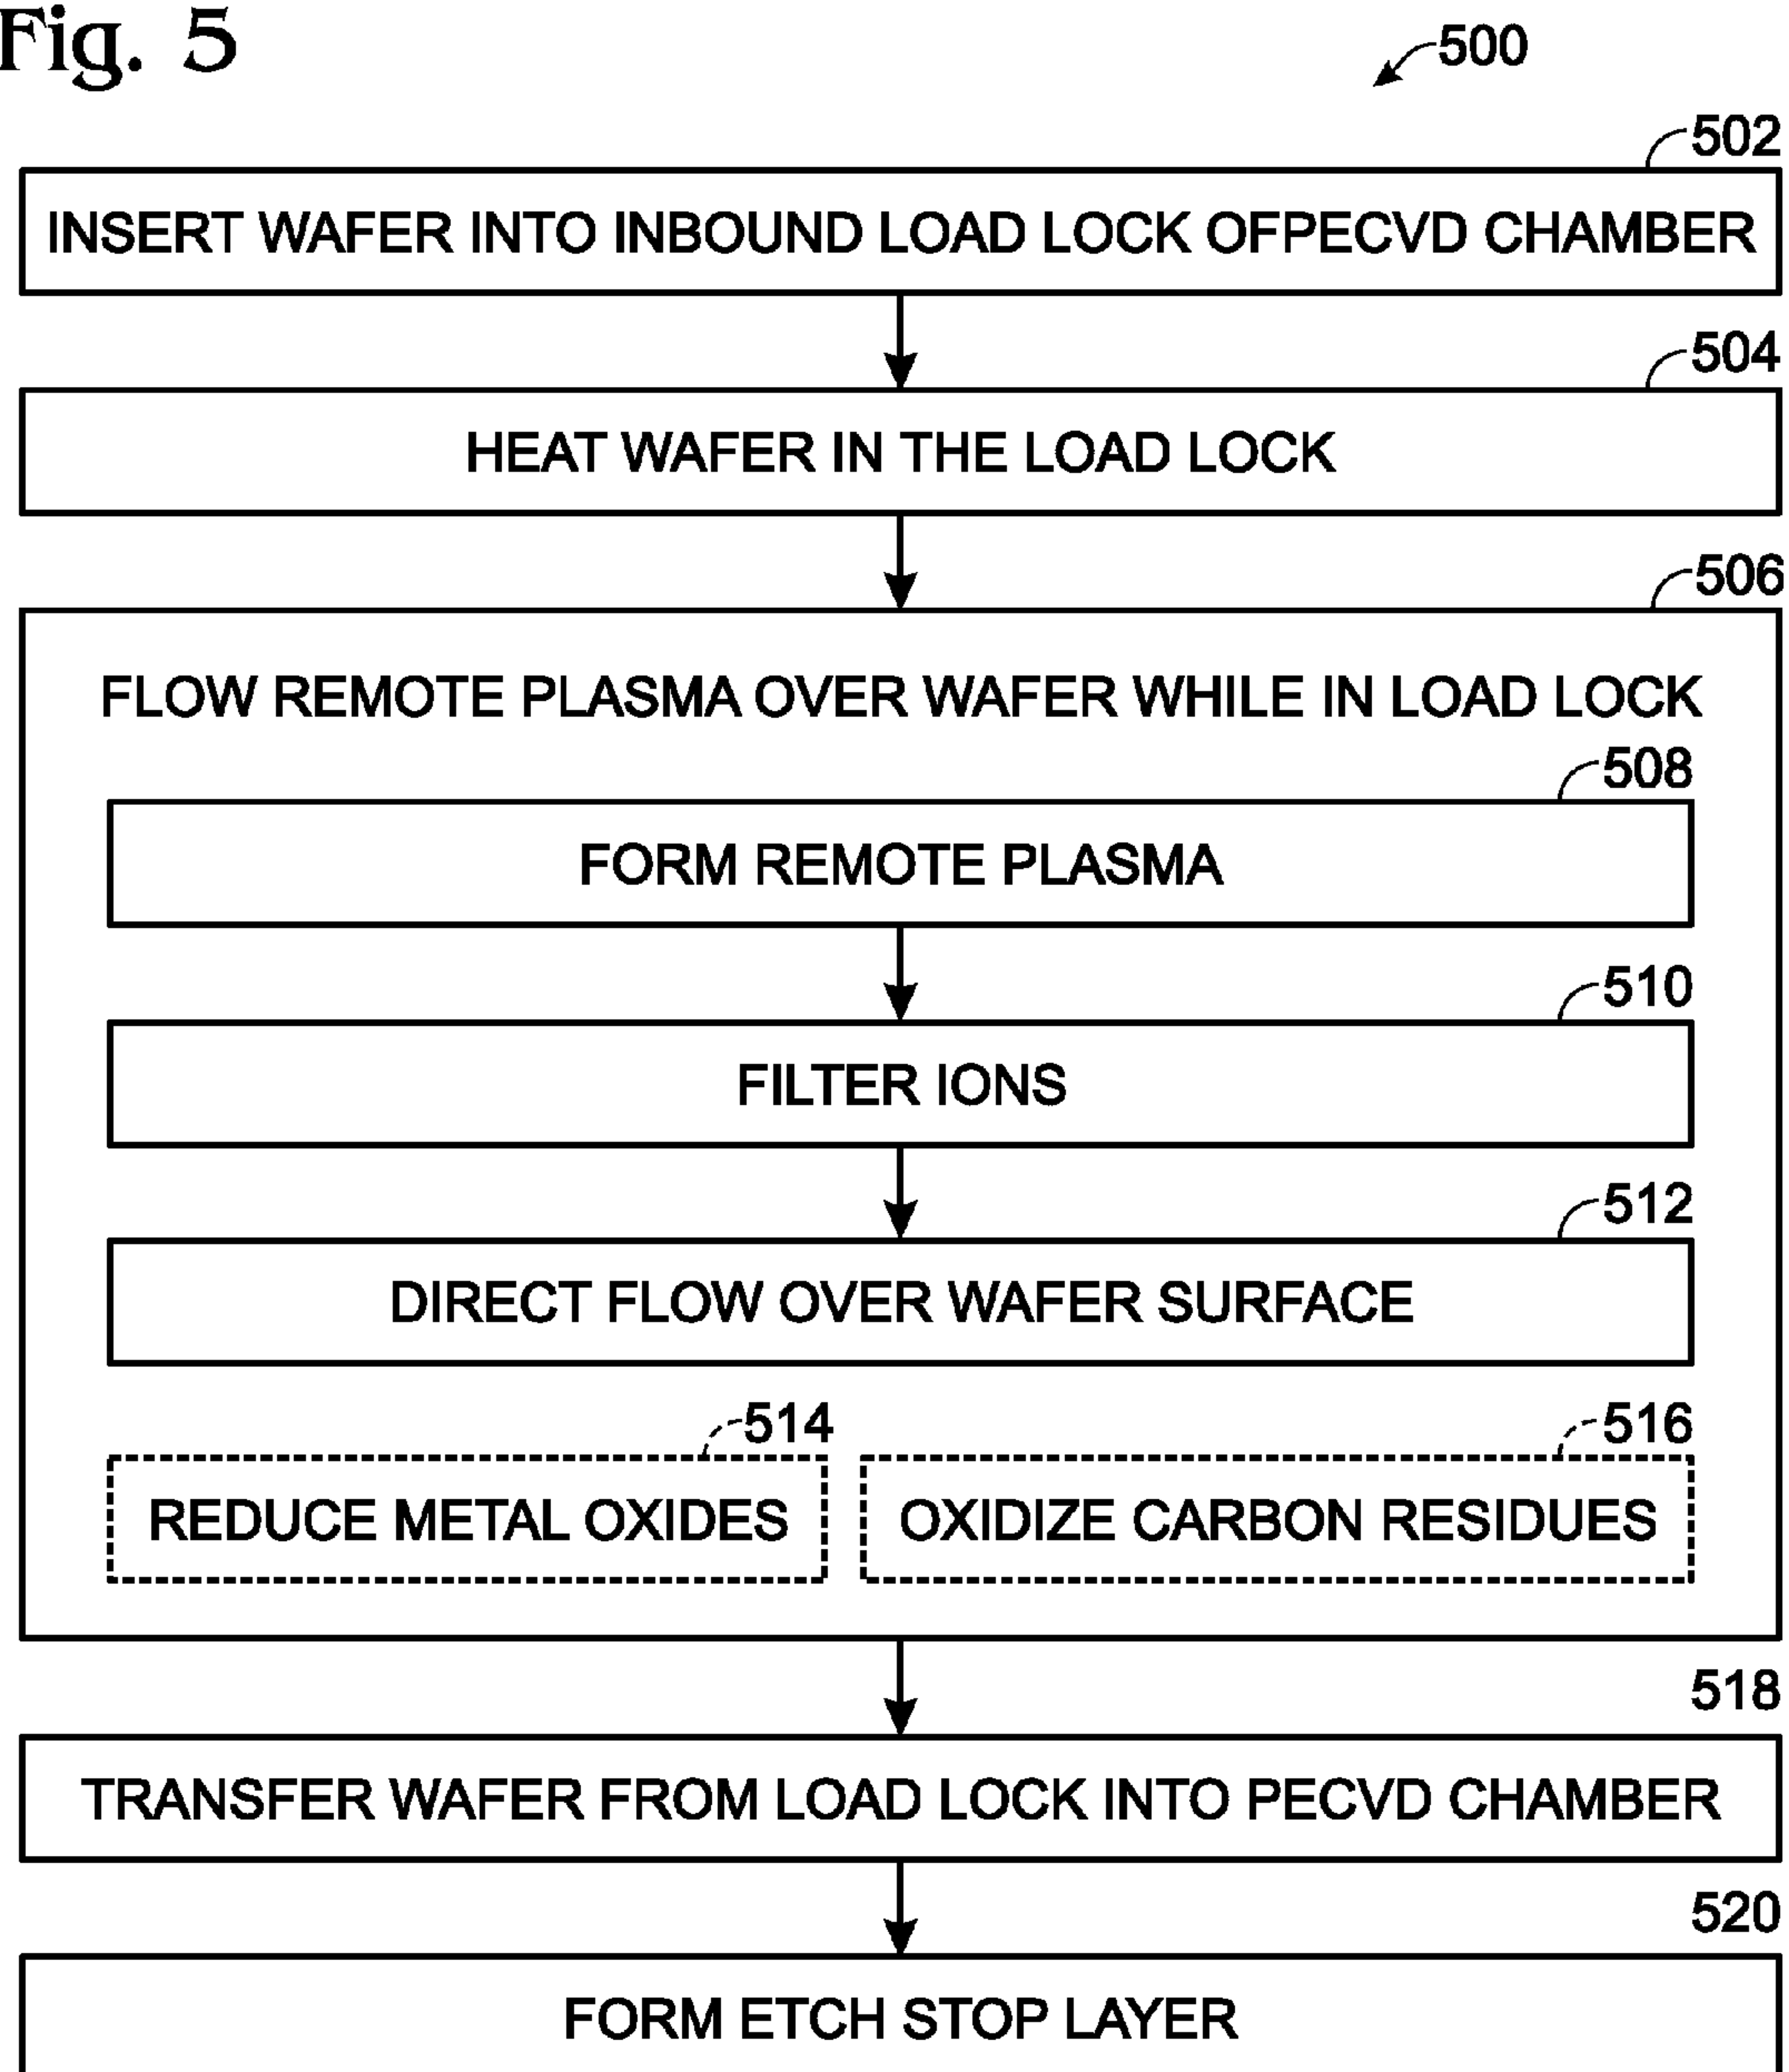 Fig. 5
500
502
INSERT WAFER INTO INBOUND LOAD LOCK OFPECVD CHAMBER
504
HEAT WAFER IN THE LOAD LOCK
506
FLOW REMOTE PLASMA OVER WAFER WHILE IN LOAD LOCK
508
FORM REMOTE PLASMA
510
FILTER IONS
512
DIRECT FLOW OVER WAFER SURFACE
514
REDUCE METAL OXIDES
516
OXIDIZE CARBON RESIDUES
518
TRANSFER WAFER FROM LOAD LOCK INTO PECVD CHAMBER
520
FORM ETCH STOP LAYER